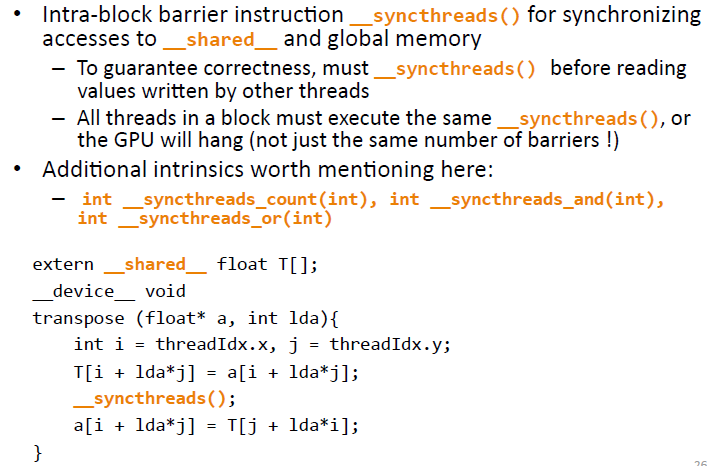 • Intra-block barrier instruction __syncthreads() for synchronizing
accesses to __shared__ and global memory
– To guarantee correctness, must __syncthreads() before reading
values written by other threads
– All threads in a block must execute the same __syncthreads(), or
the GPU will hang (not just the same number of barriers !)
• Additional intrinsics worth mentioning here:
– int __syncthreads_count(int), int __syncthreads_and(int),
int __syncthreads_or(int)
extern __shared__ float T[];
__device__ void
transpose (float* a, int lda){
int i = threadIdx.x, j = threadIdx.y;
T[i + lda*j] = a[i + lda*j];
__syncthreads();
a[i + lda*j] = T[j + lda*i];
}
26